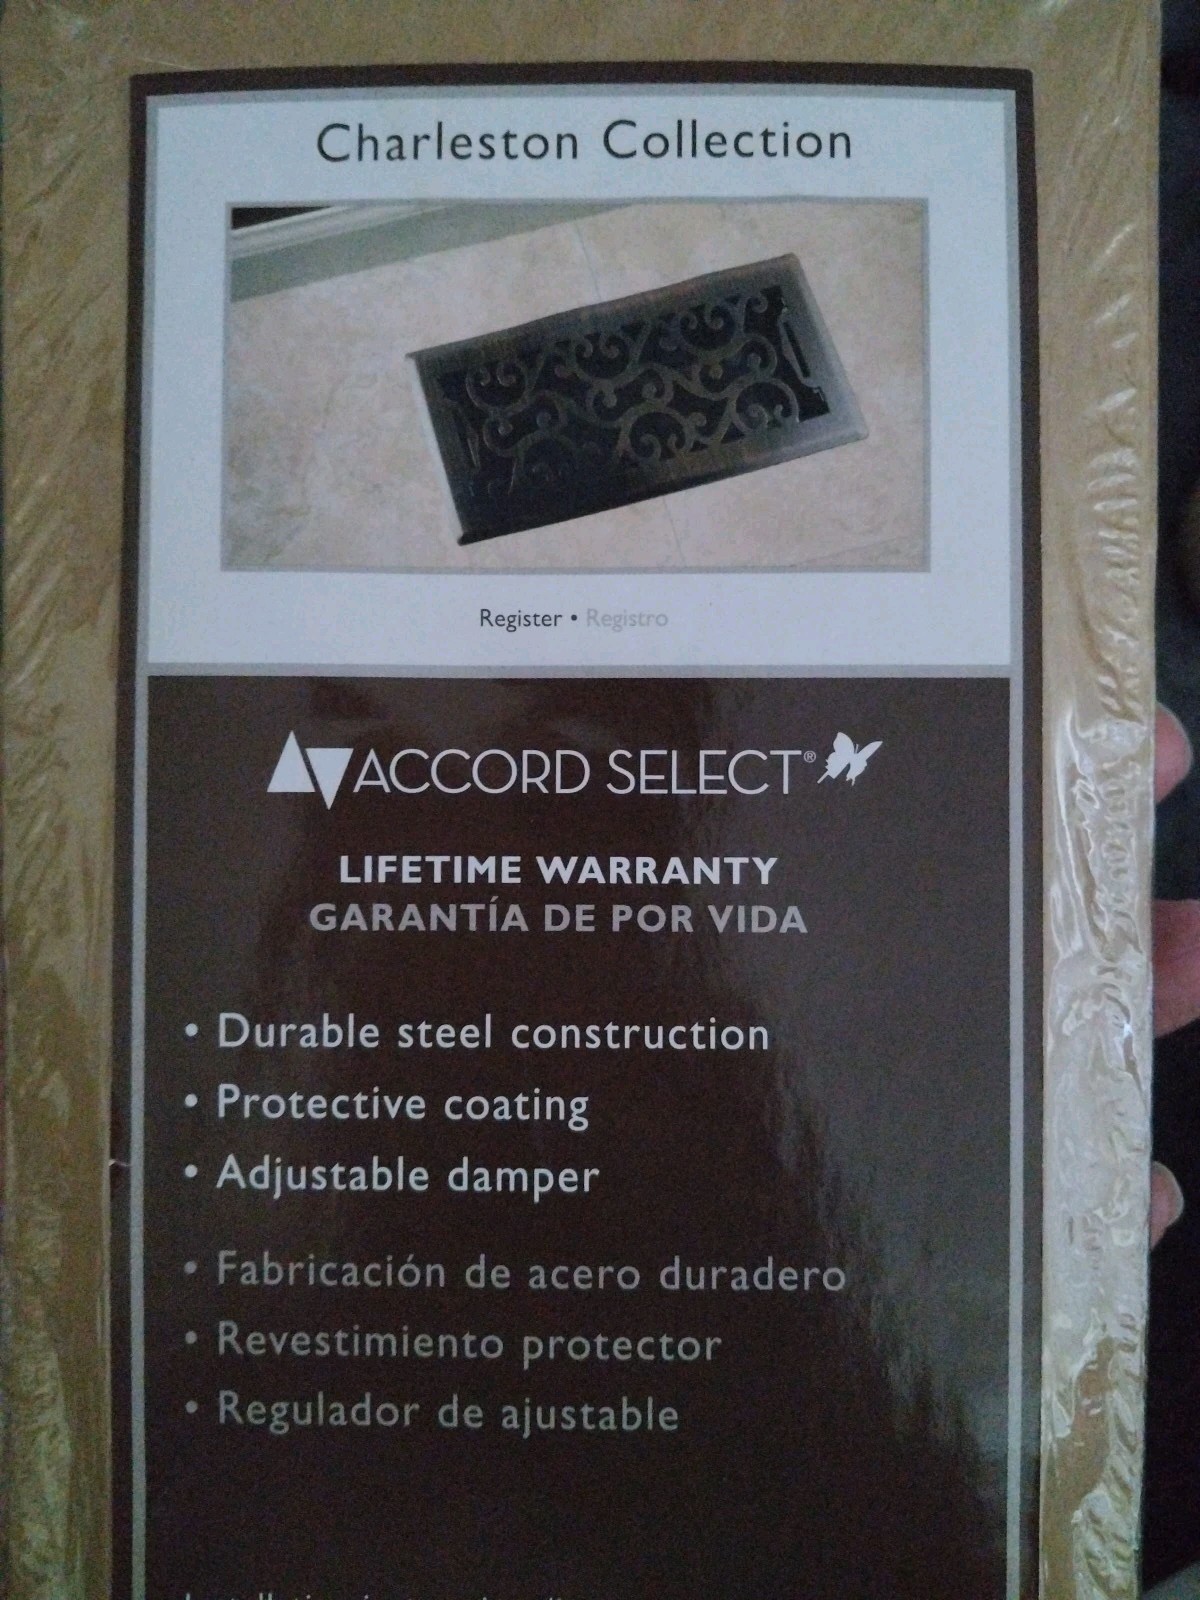 Charleston Collection
Register • Registro
ACCORD SELECT®
LIFETIME WARRANTY
GARANTÍA DE POR VIDA
• Durable steel construction
• Protective coating
• Adjustable damper
• Fabricación de acero duradero
• Revestimiento protector
• Regulador de ajustable